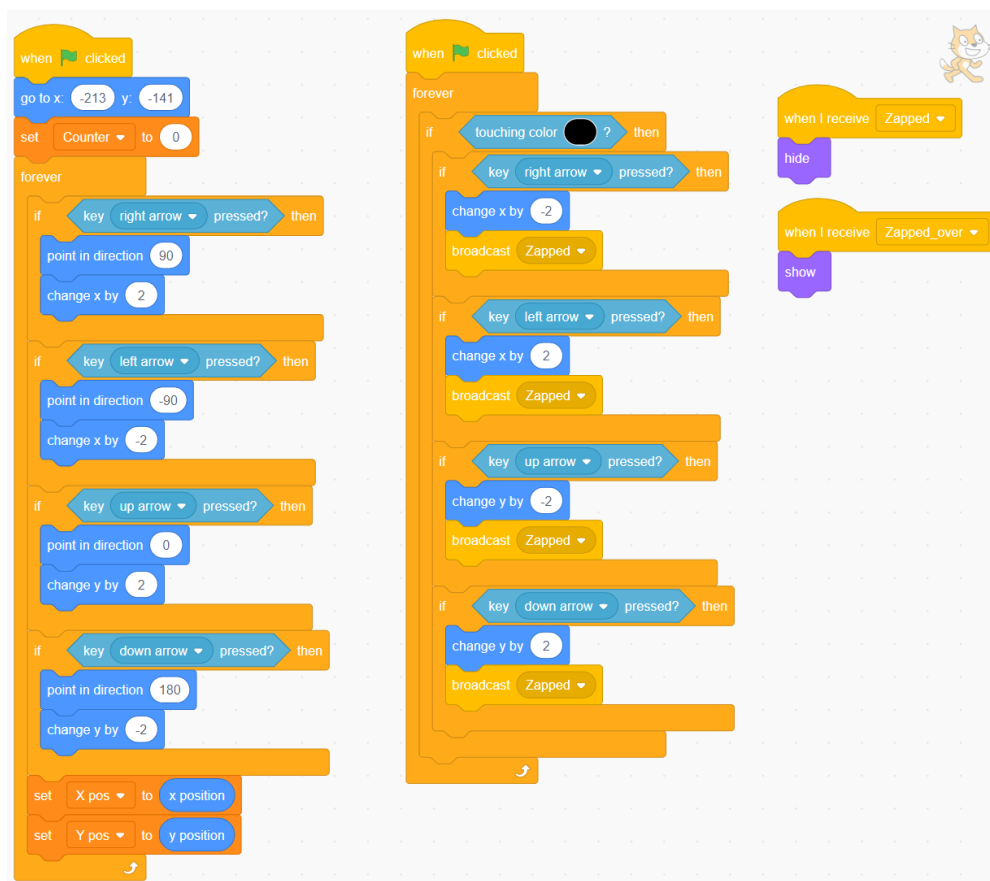 when clicked
go to x: -213 y: -141
set Counter to 0
forever
if key right arrow pressed? then
point in direction 90
change x by 2
if key left arrow pressed? then
point in direction -90
change x by -2
if key up arrow pressed? then
point in direction 0
change y by 2
if key down arrow pressed? then
point in direction 180
change y by -2
set X pos to x position
set Y pos to y position
when clicked
forever
if touching color ? then
if key right arrow pressed? then
change x by -2
broadcast Zapped
if key left arrow pressed? then
change x by 2
broadcast Zapped
if key up arrow pressed? then
change y by -2
broadcast Zapped
if key down arrow pressed? then
change y by 2
broadcast Zapped
when I receive Zapped
hide
when I receive Zapped_over
show